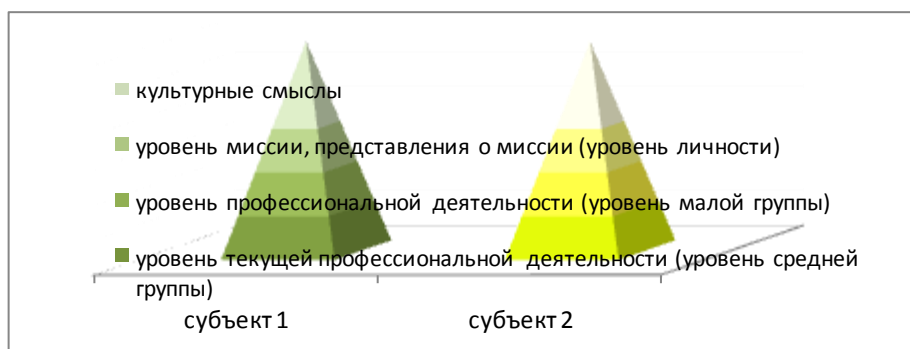 культурные смыслы
уровень миссии, представления о миссии (уровень личности)
уровень профессиональной деятельности (уровень малой группы)
уровень текущей профессиональной деятельности (уровень средней
группы)
субъект 1
субъект 2